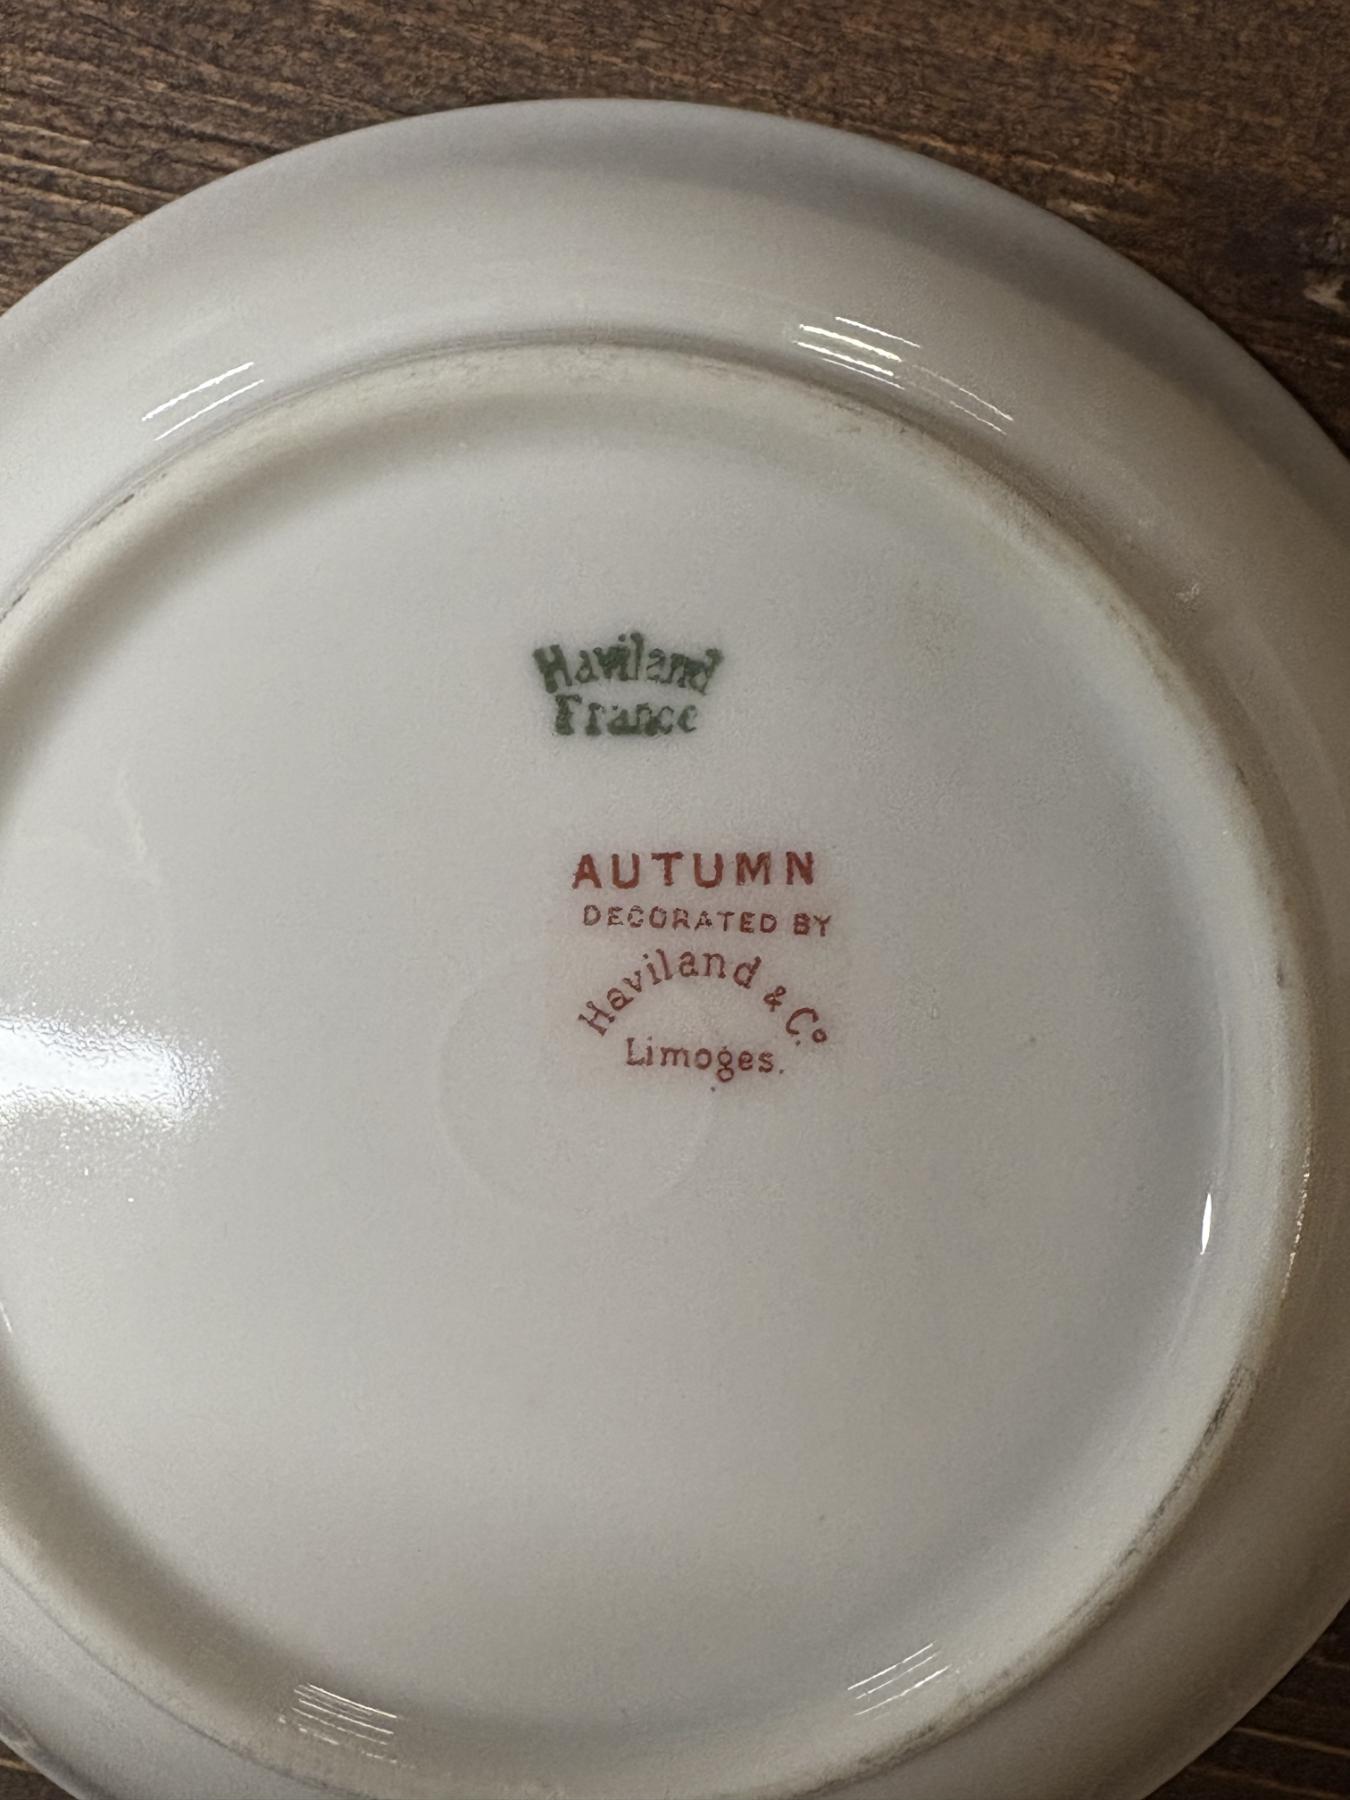 Haviland
France
AUTUMN
DECORATED BY
Haviland & Co.
Limoges.